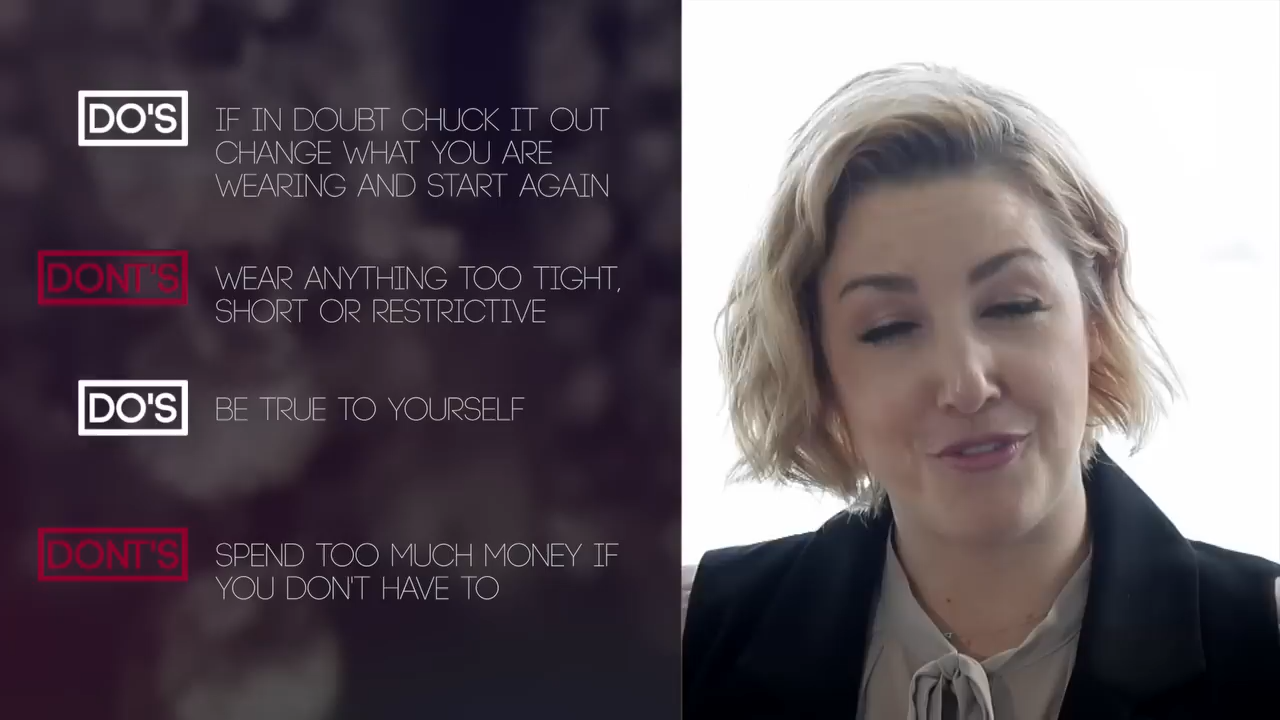 DO'S
IF IN DOUBT CHUCK IT OUT
CHANGE WHAT YOU ARE
WEARING AND START AGAIN
DONT'S
WEAR ANYTHING TOO TIGHT,
SHORT OR RESTRICTIVE
DO'S
BE TRUE TO YOURSELF
DONT'S
SPEND TOO MUCH MONEY IF
YOU DON'T HAVE TO